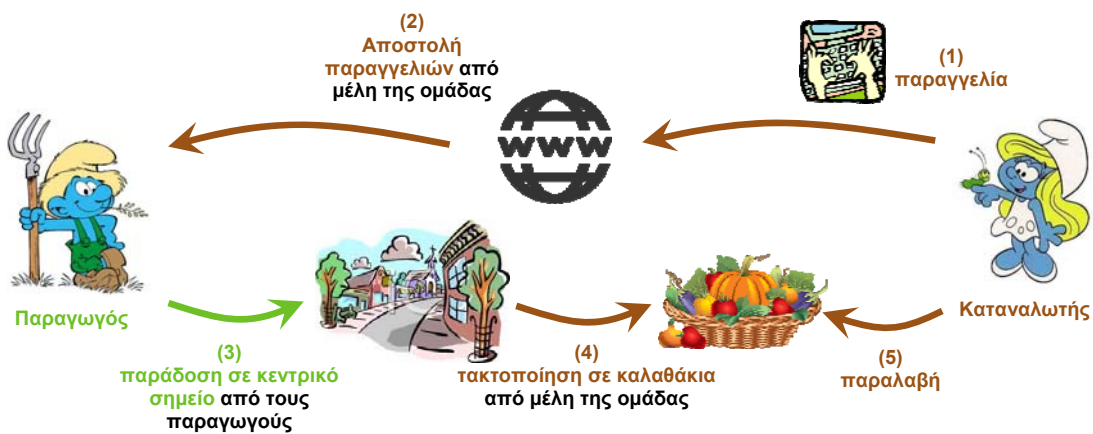 (1)
παραγγελία
(2)
Αποστολή
παραγγελιών από
μέλη της ομάδας
www
Παραγωγός
Καταναλωτής
(3)
παράδοση σε κεντρικό
σημείο από τους
παραγωγούς
(4)
τακτοποίηση σε καλαθάκια
από μέλη της ομάδας
(5)
παραλαβή